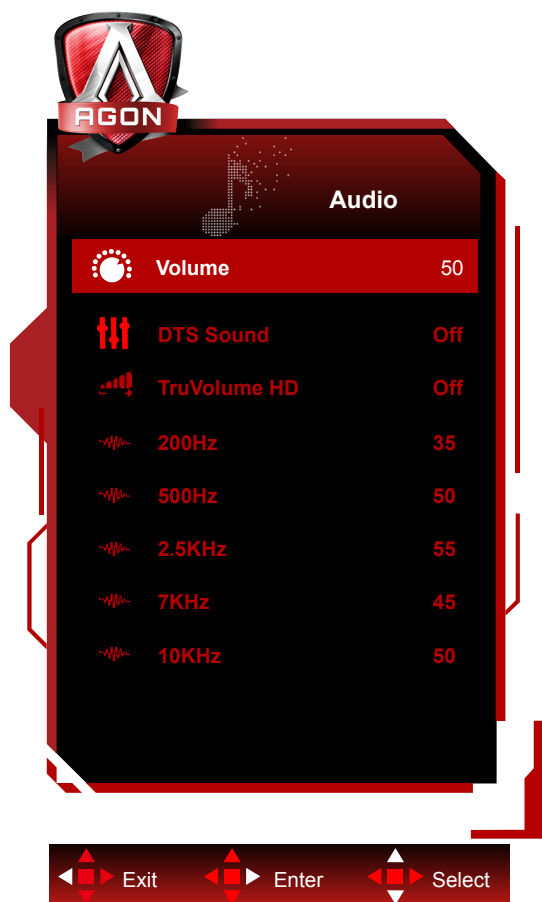 AGON
Audio
Volume 50
DTS Sound Off
TruVolume HD Off
200Hz 35
500Hz 50
2.5KHz 55
7KHz 45
10KHz 50
Exit Enter Select